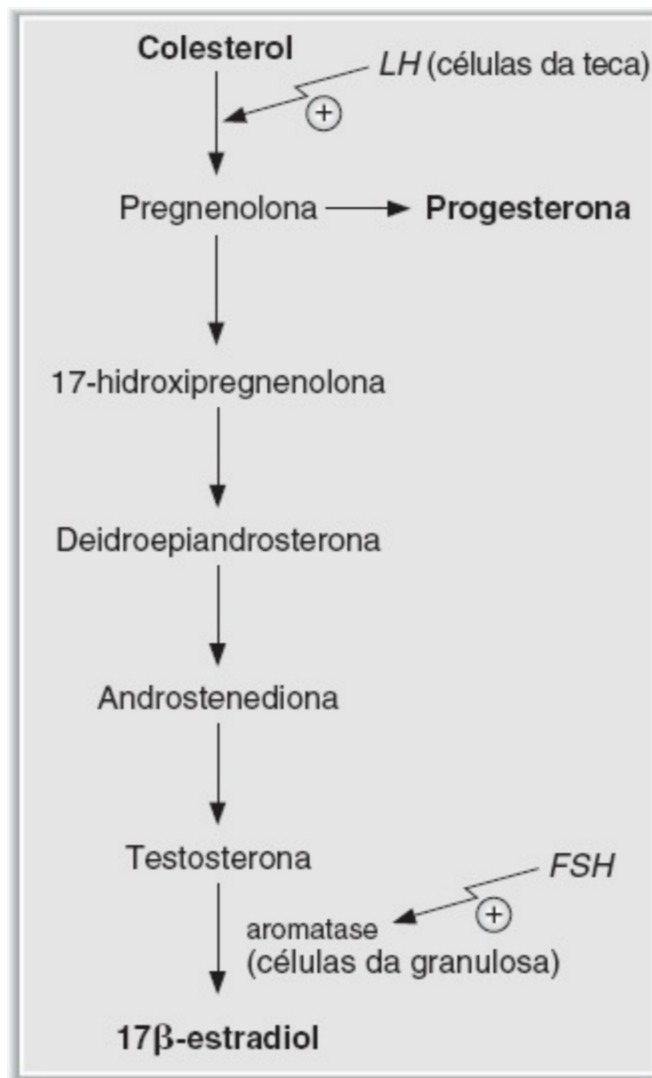 Colesterol
LH (células da teca)
+
Pregnenolona
Progesterona
17-hidroxipregnenolona
Deidroepiandrosterona
Androstenediona
Testosterona
FSH
+
aromatase
(células da granulosa)
17β-estradiol